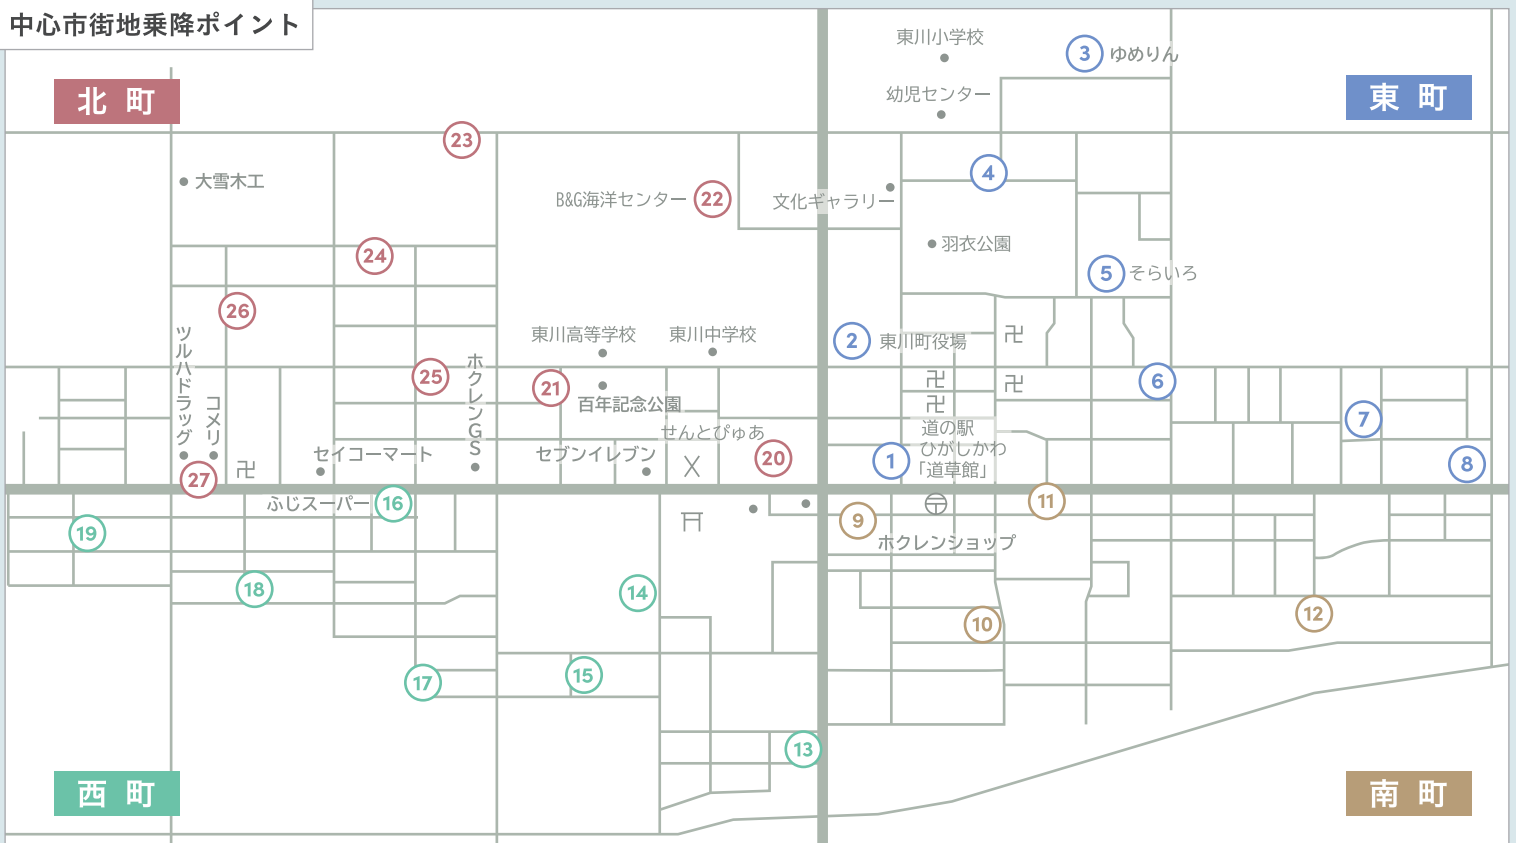 中心市街地乗降ポイント
東川小学校
3 ゆめりん
北町
東町
幼児センター
23
4
大雪木工
B&G海洋センター 22
文化ギャラリー
24
羽衣公園
5 そらいろ
26
ツルハドラッグ
コメリ
東川高等学校
東川中学校
2 東川町役場
卍
25
ホクレンGS
21
卍
卍
6
百年記念公園
卍
7
せんとぴゅあ
道の駅
ひがしかわ
「道草館」
セイコーマート
セブンイレブン
20
1
8
27
卍
ふじスーパー 16
11
19
9
〒
ホクレンショップ
18
14
10
12
17
15
13
西町
南町